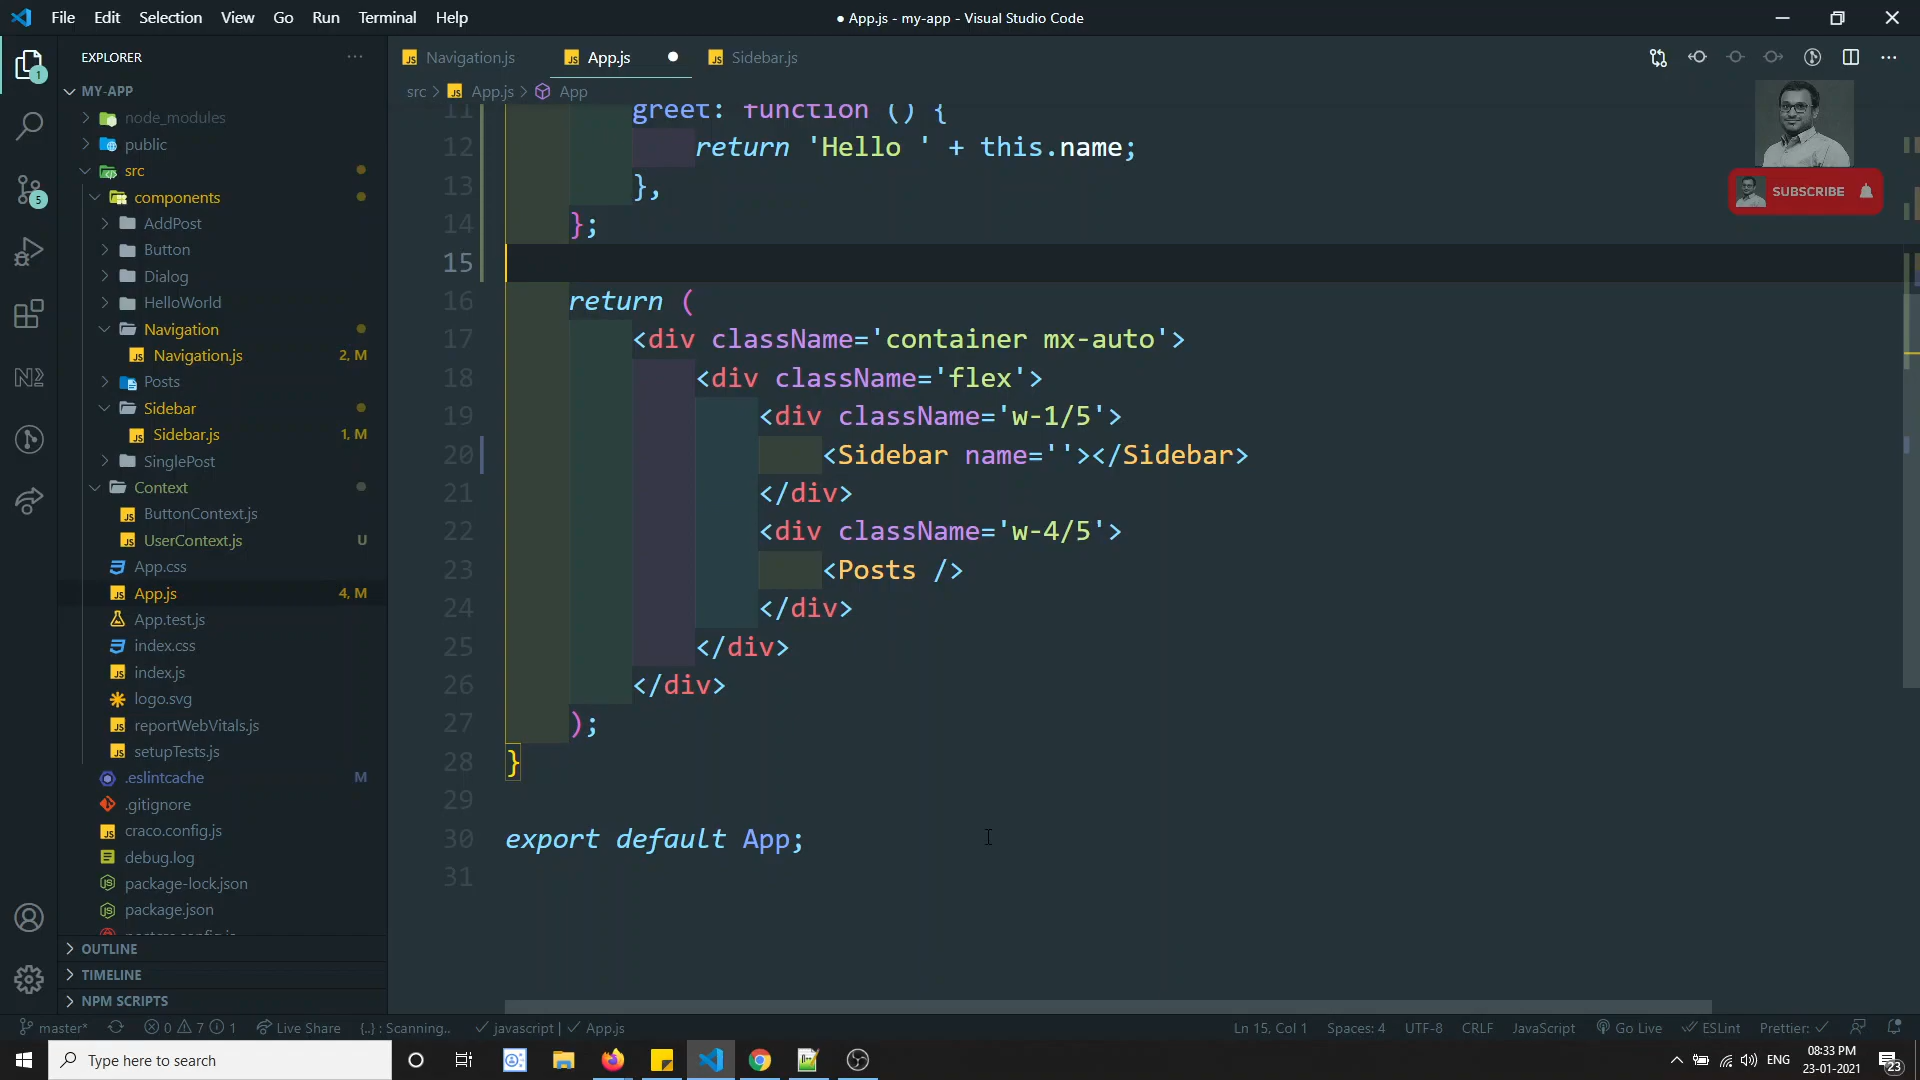 File Edit Selection View Go Run Terminal Help
● App.js - my-app - Visual Studio Code
EXPLORER
MY-APP
node_modules
public
src
components
AddPost
Button
Dialog
HelloWorld
Navigation
Navigation.js 2, M
Posts
Sidebar
Sidebar.js 1, M
SinglePost
Context
ButtonContext.js
UserContext.js U
App.css
App.js 4, M
App.test.js
index.css
index.js
logo.svg
reportWebVitals.js
setupTests.js
.eslintcache M
.gitignore
craco.config.js
debug.log
package-lock.json
package.json
OUTLINE
TIMELINE
NPM SCRIPTS
1
5
Navigation.js App.js Sidebar.js
src > App.js > App
11 greet: function () {
12 return 'Hello ' + this.name;
13 },
14 };
15
16 return (
17 <div className='container mx-auto'>
18 <div className='flex'>
19 <div className='w-1/5'>
20 <Sidebar name=''></Sidebar>
21 </div>
22 <div className='w-4/5'>
23 <Posts />
24 </div>
25 </div>
26 </div>
27 );
28 }
29
30 export default App;
31
SUBSCRIBE
master* 0 7 1 Live Share {..} : Scanning.. javascript | App.js
Ln 15, Col 1 Spaces: 4 UTF-8 CRLF JavaScript Go Live ESLint Prettier:
Type here to search
ENG
08:33 PM
23-01-2021
23